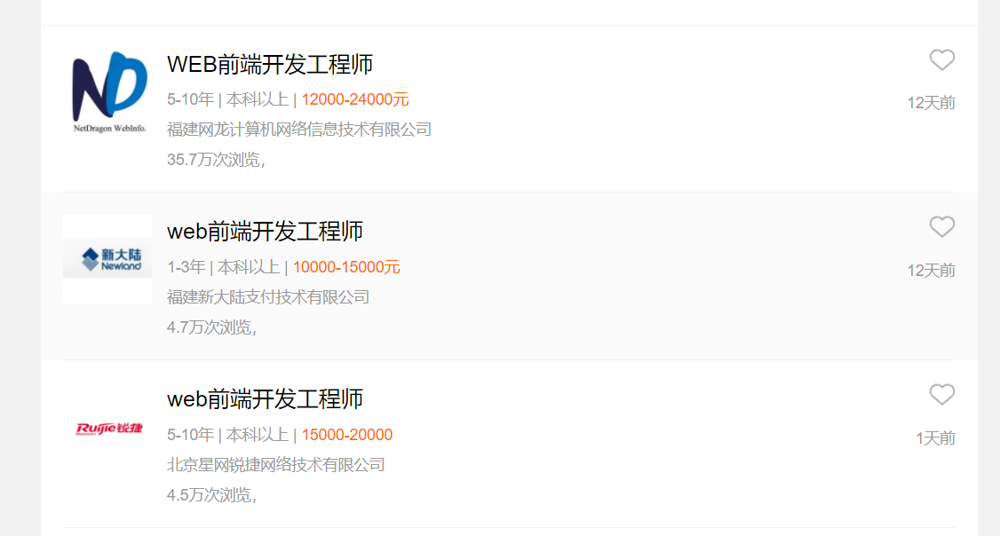 ND
NetDragon WebInfo.
WEB前端开发工程师
5-10年 | 本科以上 | 12000-24000元
12天前
福建网龙计算机网络信息技术有限公司
35.7万次浏览,
新大陆
Newland
web前端开发工程师
1-3年 | 本科以上 | 10000-15000元
12天前
福建新大陆支付技术有限公司
4.7万次浏览,
Ruijie锐捷
web前端开发工程师
5-10年 | 本科以上 | 15000-20000
1天前
北京星网锐捷网络技术有限公司
4.5万次浏览,